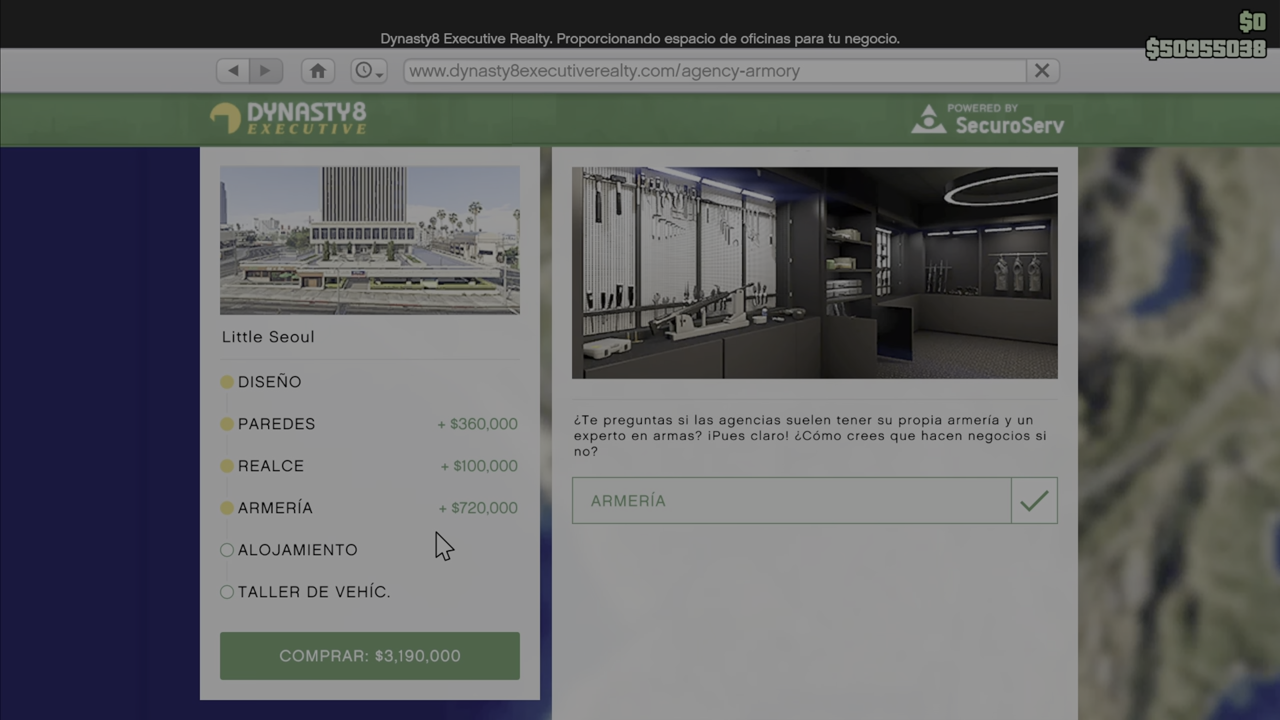 $0
$50955038
Dynasty8 Executive Realty. Proporcionando espacio de oficinas para tu negocio.
www.dynasty8executiverealty.com/agency-armory
DYNASTY8
EXECUTIVE
POWERED BY
SecuroServ
Little Seoul
DISEÑO
PAREDES + $360,000
REALCE + $100,000
ARMERÍA + $720,000
ALOJAMIENTO
TALLER DE VEHÍC.
COMPRAR: $3,190,000
¿Te preguntas si las agencias suelen tener su propia armería y un
experto en armas? ¡Pues claro! ¿Cómo crees que hacen negocios si
no?
ARMERÍA